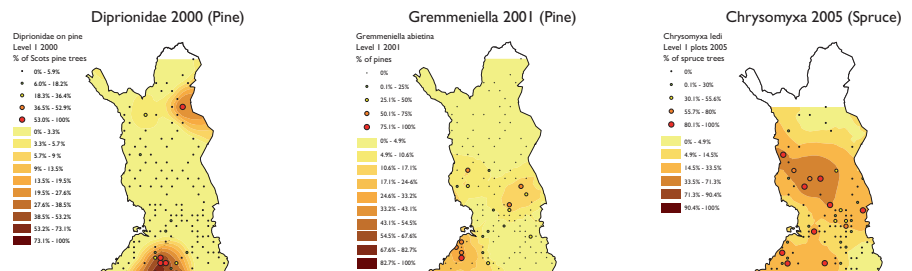 Diprionidae 2000 (Pine)
Diprionidae on pine
Level 1 2000
% of Scots pine trees
0% - 5.9%
6.0% - 18.2%
18.3% - 36.4%
36.5% - 52.9%
53.0% - 100%
0% - 3.3%
3.3% - 5.7%
5.7% - 9 %
9% - 13.5%
13.5% - 19.5%
19.5% - 27.6%
27.6% - 38.5%
38.5% - 53.2%
53.2% - 73.1%
73.1% - 100%
Gremmeniella 2001 (Pine)
Gremmeniella abietina
Level 1 2001
% of pines
0%
0.1% - 25%
25.1% - 50%
50.1% - 75%
75.1% - 100%
0% - 4.9%
4.9% - 10.6%
10.6% - 17.1%
17.1% - 24.6%
24.6% - 33.2%
33.2% - 43.1%
43.1% - 54.5%
54.5% - 67.6%
67.6% - 82.7%
82.7% - 100%
Chrysomyxa 2005 (Spruce)
Chrysomyxa ledi
Level 1 plots 2005
% of spruce trees
0%
0.1% - 30%
30.1% - 55.6%
55.7% - 80%
80.1% - 100%
0% - 4.9%
4.9% - 14.5%
14.5% - 33.5%
33.5% - 71.3%
71.3% - 90.4%
90.4% - 100%